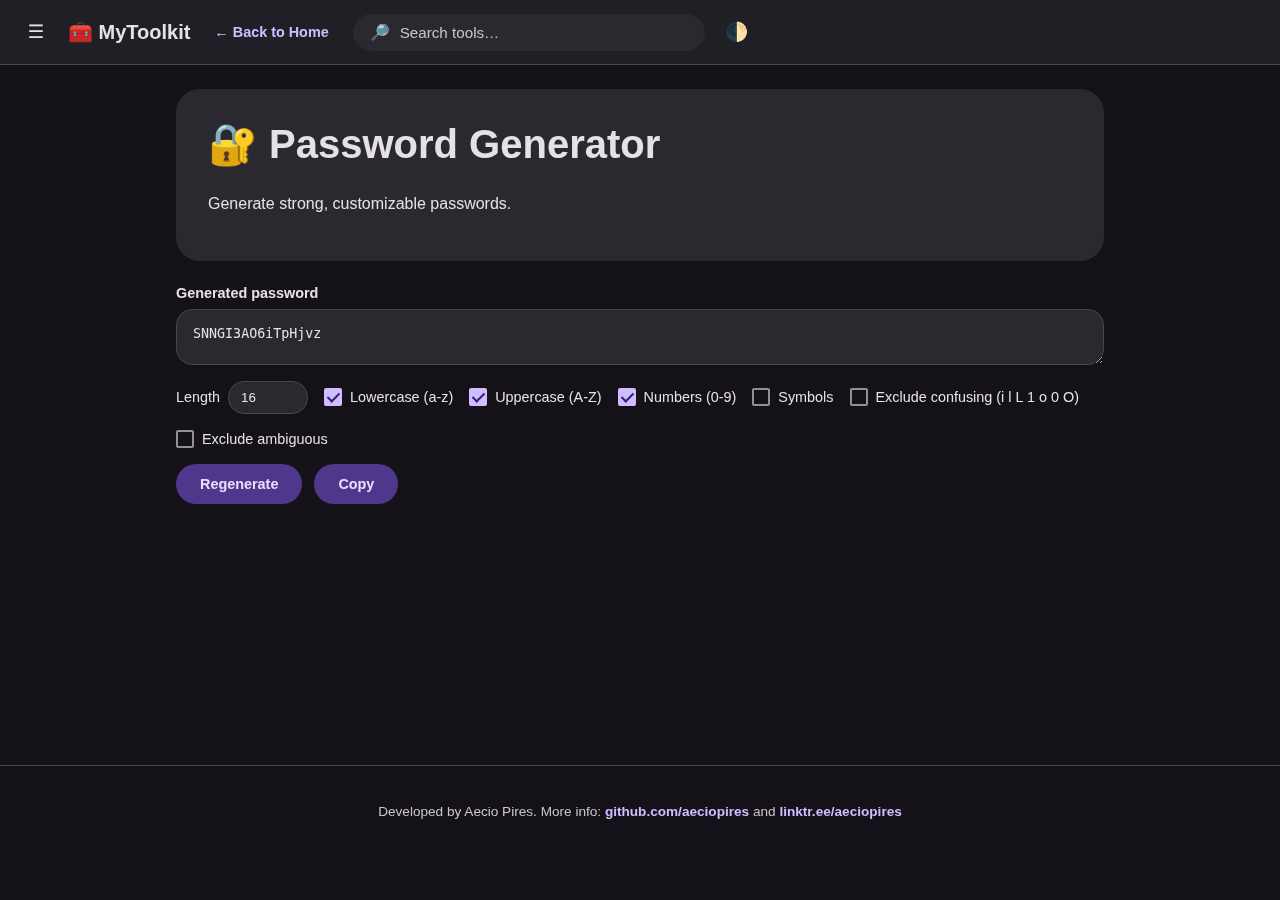 ☰ 🧰 MyToolkit ← Back to Home 🔎 Search tools… 🌓
🔐 Password Generator
Generate strong, customizable passwords.
Generated password
SNNGI3AO6iTpHjvz
Length 16 Lowercase (a-z) Uppercase (A-Z) Numbers (0-9) Symbols Exclude confusing (i l L 1 o 0 O)
Exclude ambiguous
Regenerate Copy
Developed by Aecio Pires. More info: github.com/aeciopires and linktr.ee/aeciopires